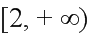 [2, + ∞)